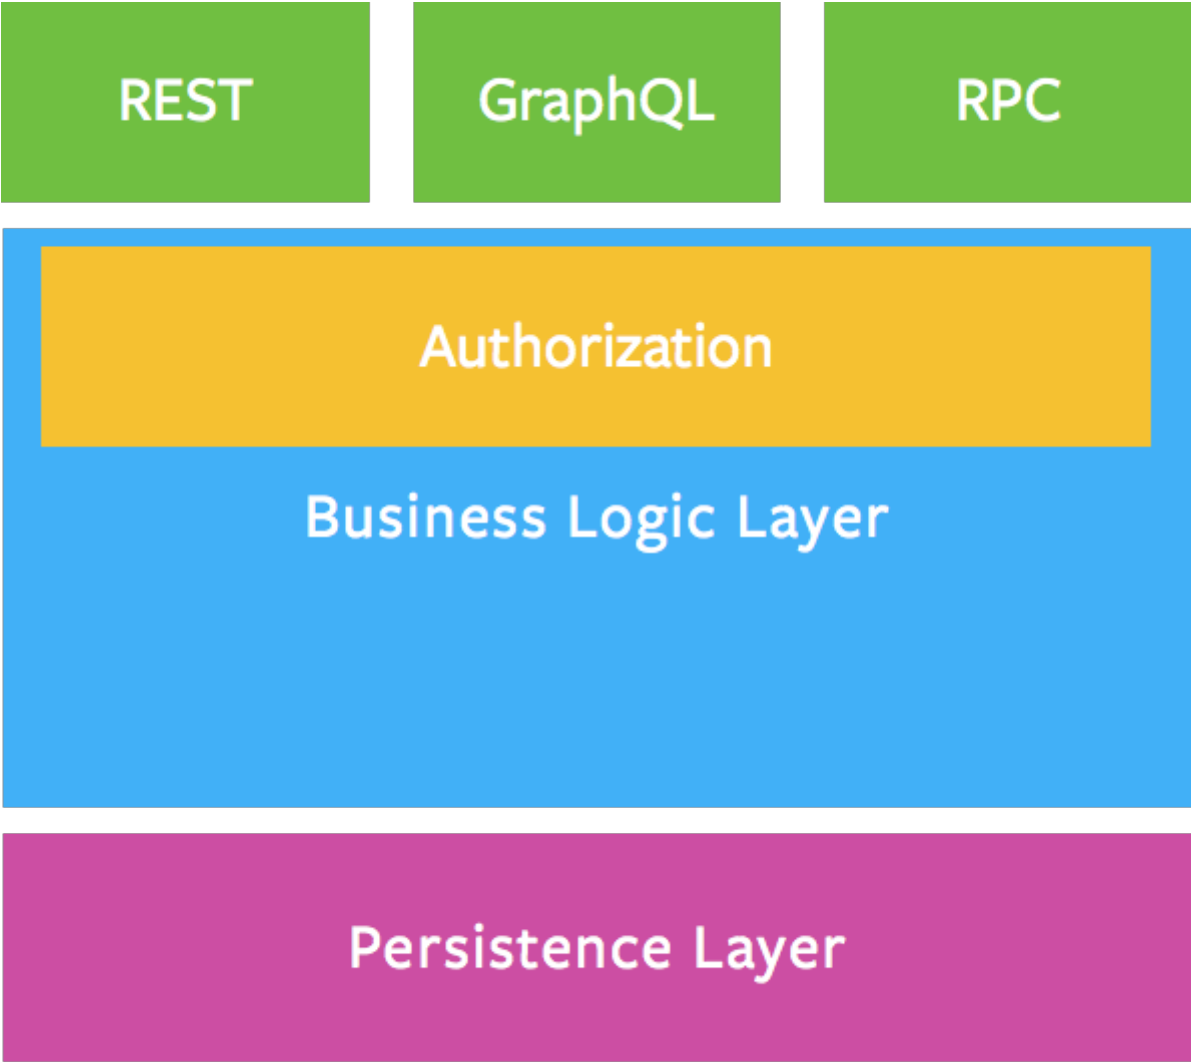 REST
GraphQL
RPC
Authorization
Business Logic Layer
Persistence Layer